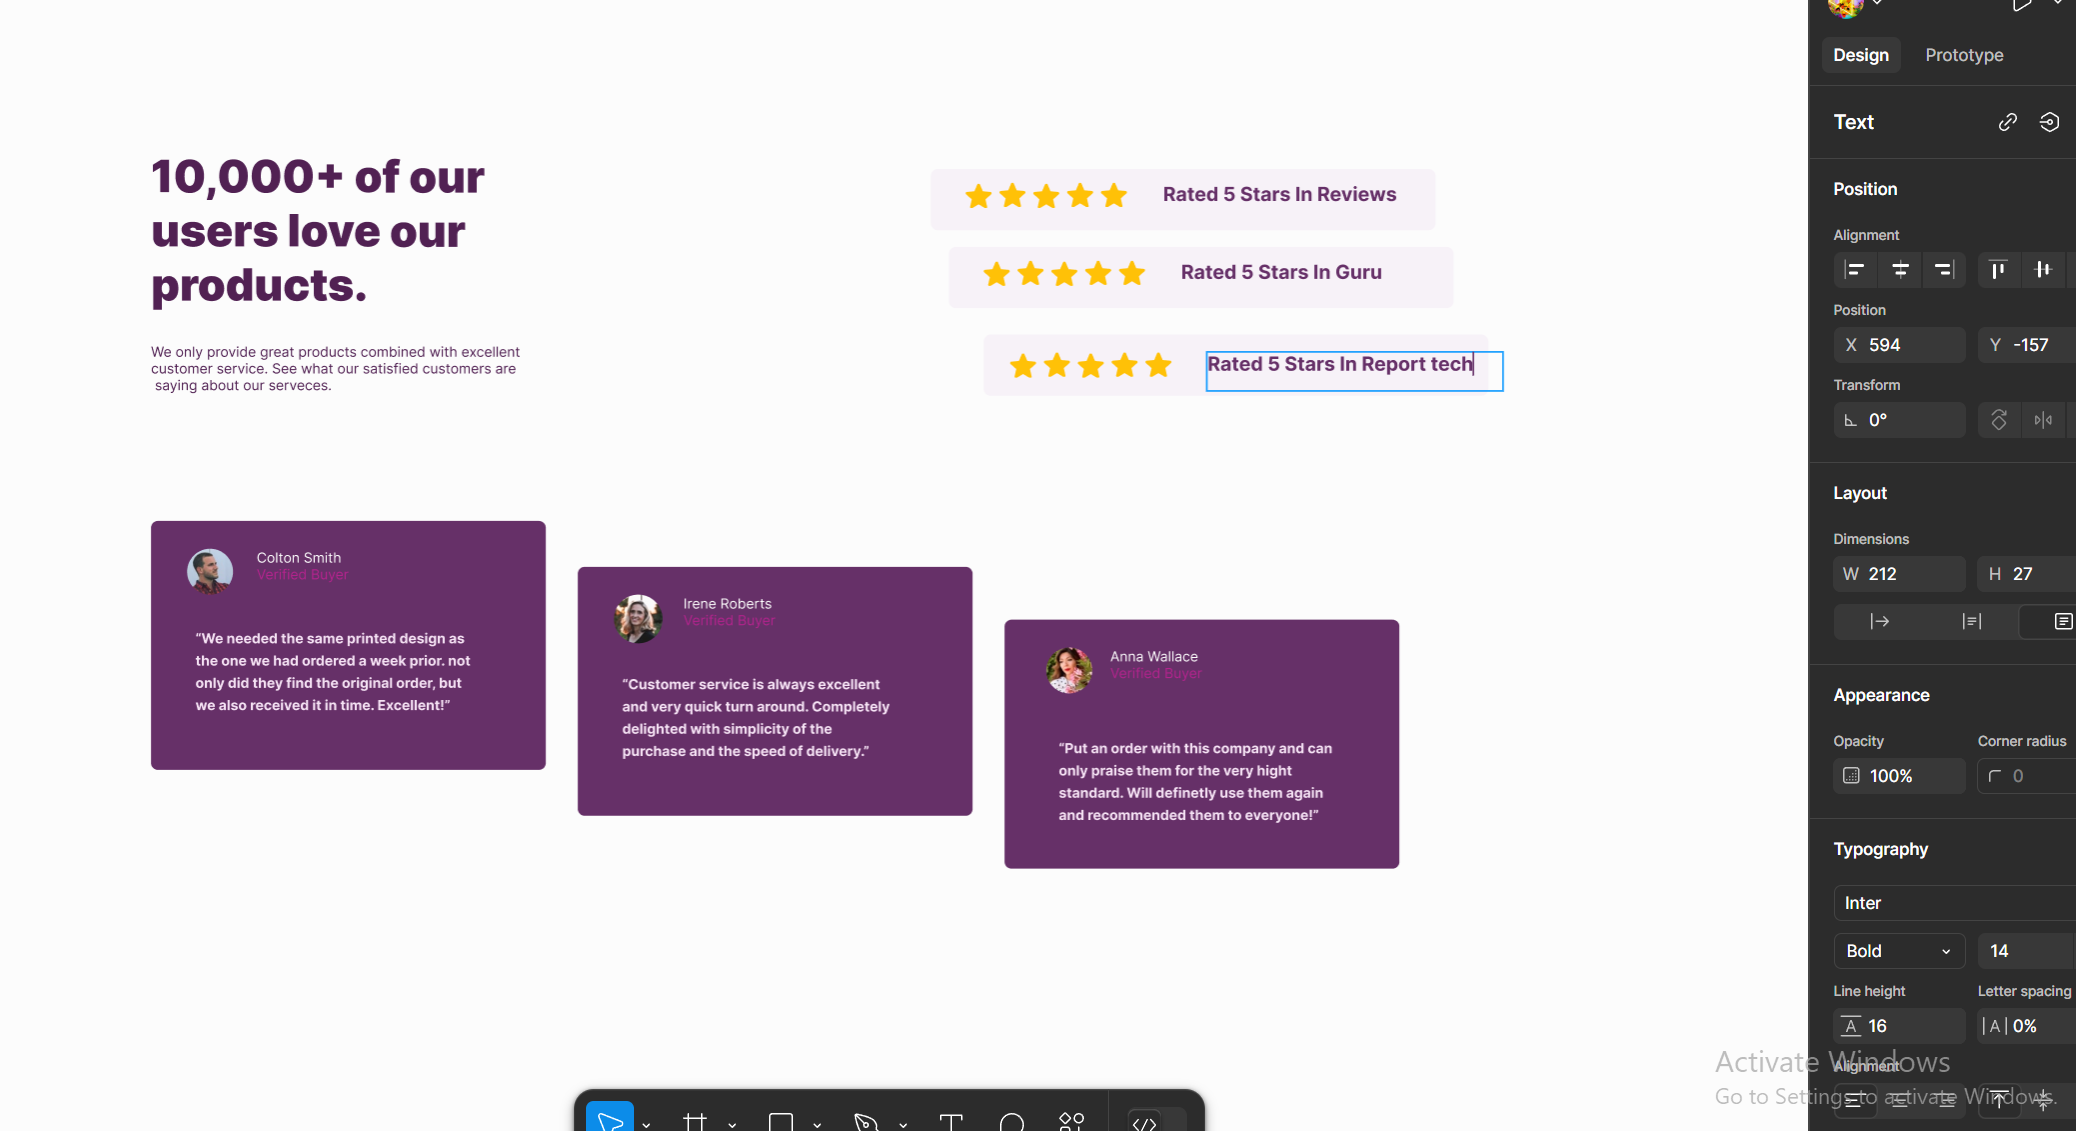 Design Prototype
Text
10,000+ of our
users love our
products.
We only provide great products combined with excellent
customer service. See what our satisfied customers are
saying about our serveces.
Rated 5 Stars In Reviews
Rated 5 Stars In Guru
Rated 5 Stars In Report tech
Colton Smith
Verified Buyer
“We needed the same printed design as
the one we had ordered a week prior. not
only did they find the original order, but
we also received it in time. Excellent!”
Irene Roberts
Verified Buyer
“Customer service is always excellent
and very quick turn around. Completely
delighted with simplicity of the
purchase and the speed of delivery.”
Anna Wallace
Verified Buyer
“Put an order with this company and can
only praise them for the very hight
standard. Will definetly use them again
and recommended them to everyone!”
Position
Alignment
Position
X 594 Y -157
Transform
0°
Layout
Dimensions
W 212 H 27
Appearance
Opacity Corner radius
100% 0
Typography
Inter
Bold 14
Line height Letter spacing
16 0%
Alignment
Activate Windows
Go to Settings to activate Windows.